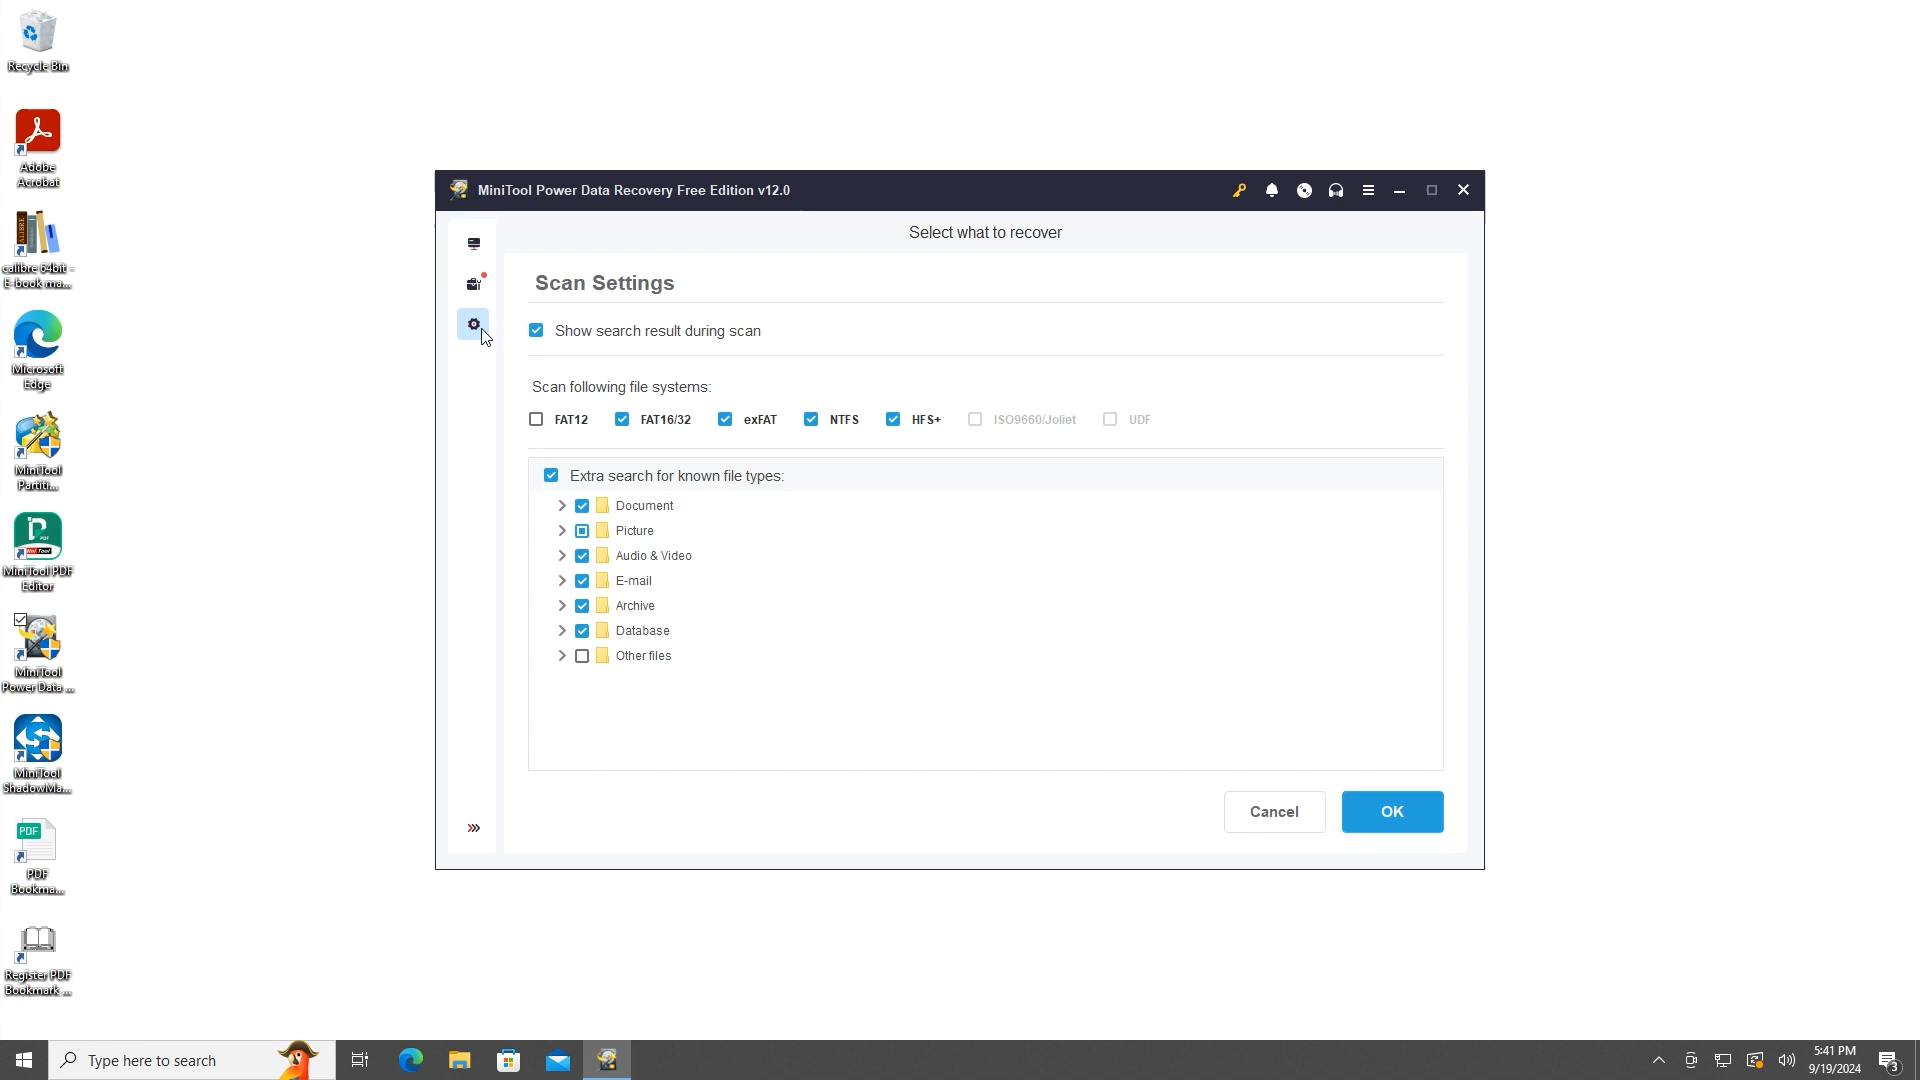 Recycle Bin
Adobe
Acrobat
calibre 64bit -
E-book ma...
Microsoft
Edge
MiniTool
Partiti...
MiniTool PDF
Editor
MiniTool
Power Data ...
MiniTool
ShadowMa...
PDF
PDF
Bookma...
Register PDF
Bookmark ...
MiniTool Power Data Recovery Free Edition v12.0
Select what to recover
Scan Settings
Show search result during scan
Scan following file systems:
FAT12 FAT16/32 exFAT NTFS HFS+ ISO9660/Joliet UDF
Extra search for known file types:
Document
Picture
Audio & Video
E-mail
Archive
Database
Other files
Cancel OK
Type here to search
5:41 PM
9/19/2024
3